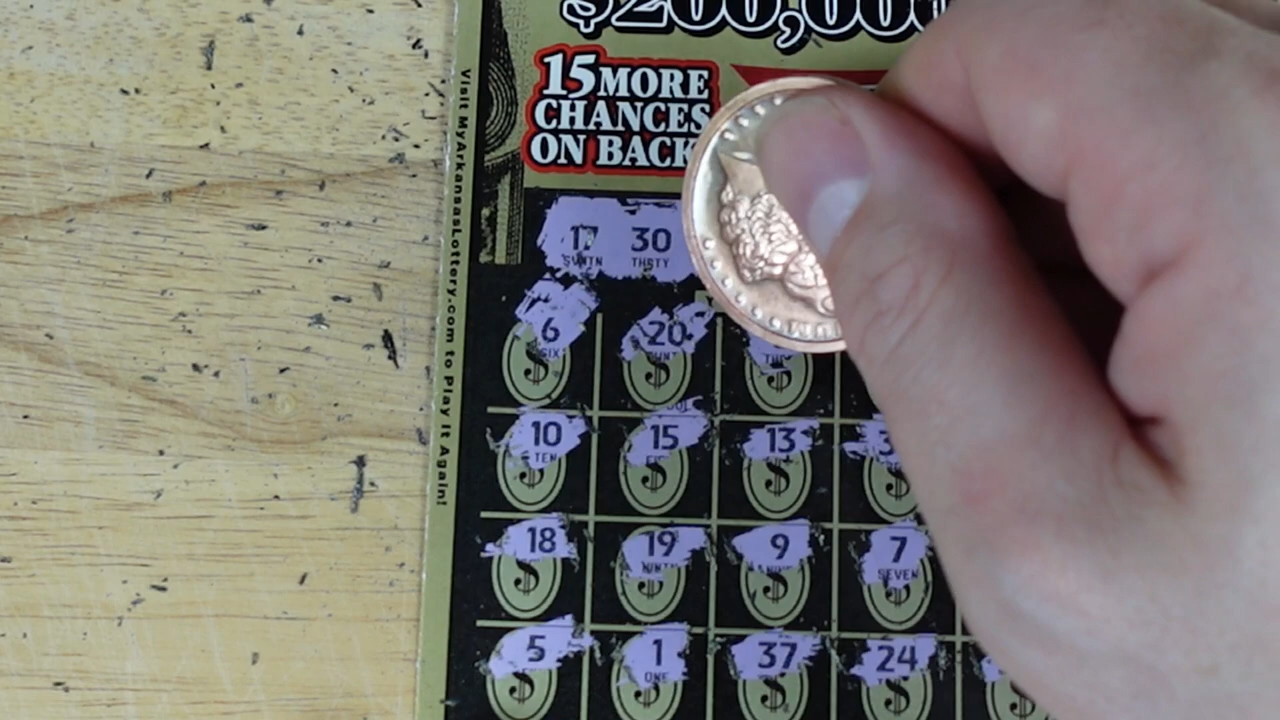 $200,000
15 MORE
CHANCES
ON BACK
Visit MyArkansasLottery.com to Play It Again!
17 30
SVNTN THRTY
6 20
SIX
10 15 13
TEN
18 19 9 7
SEVEN
5 1 37 24
ONE